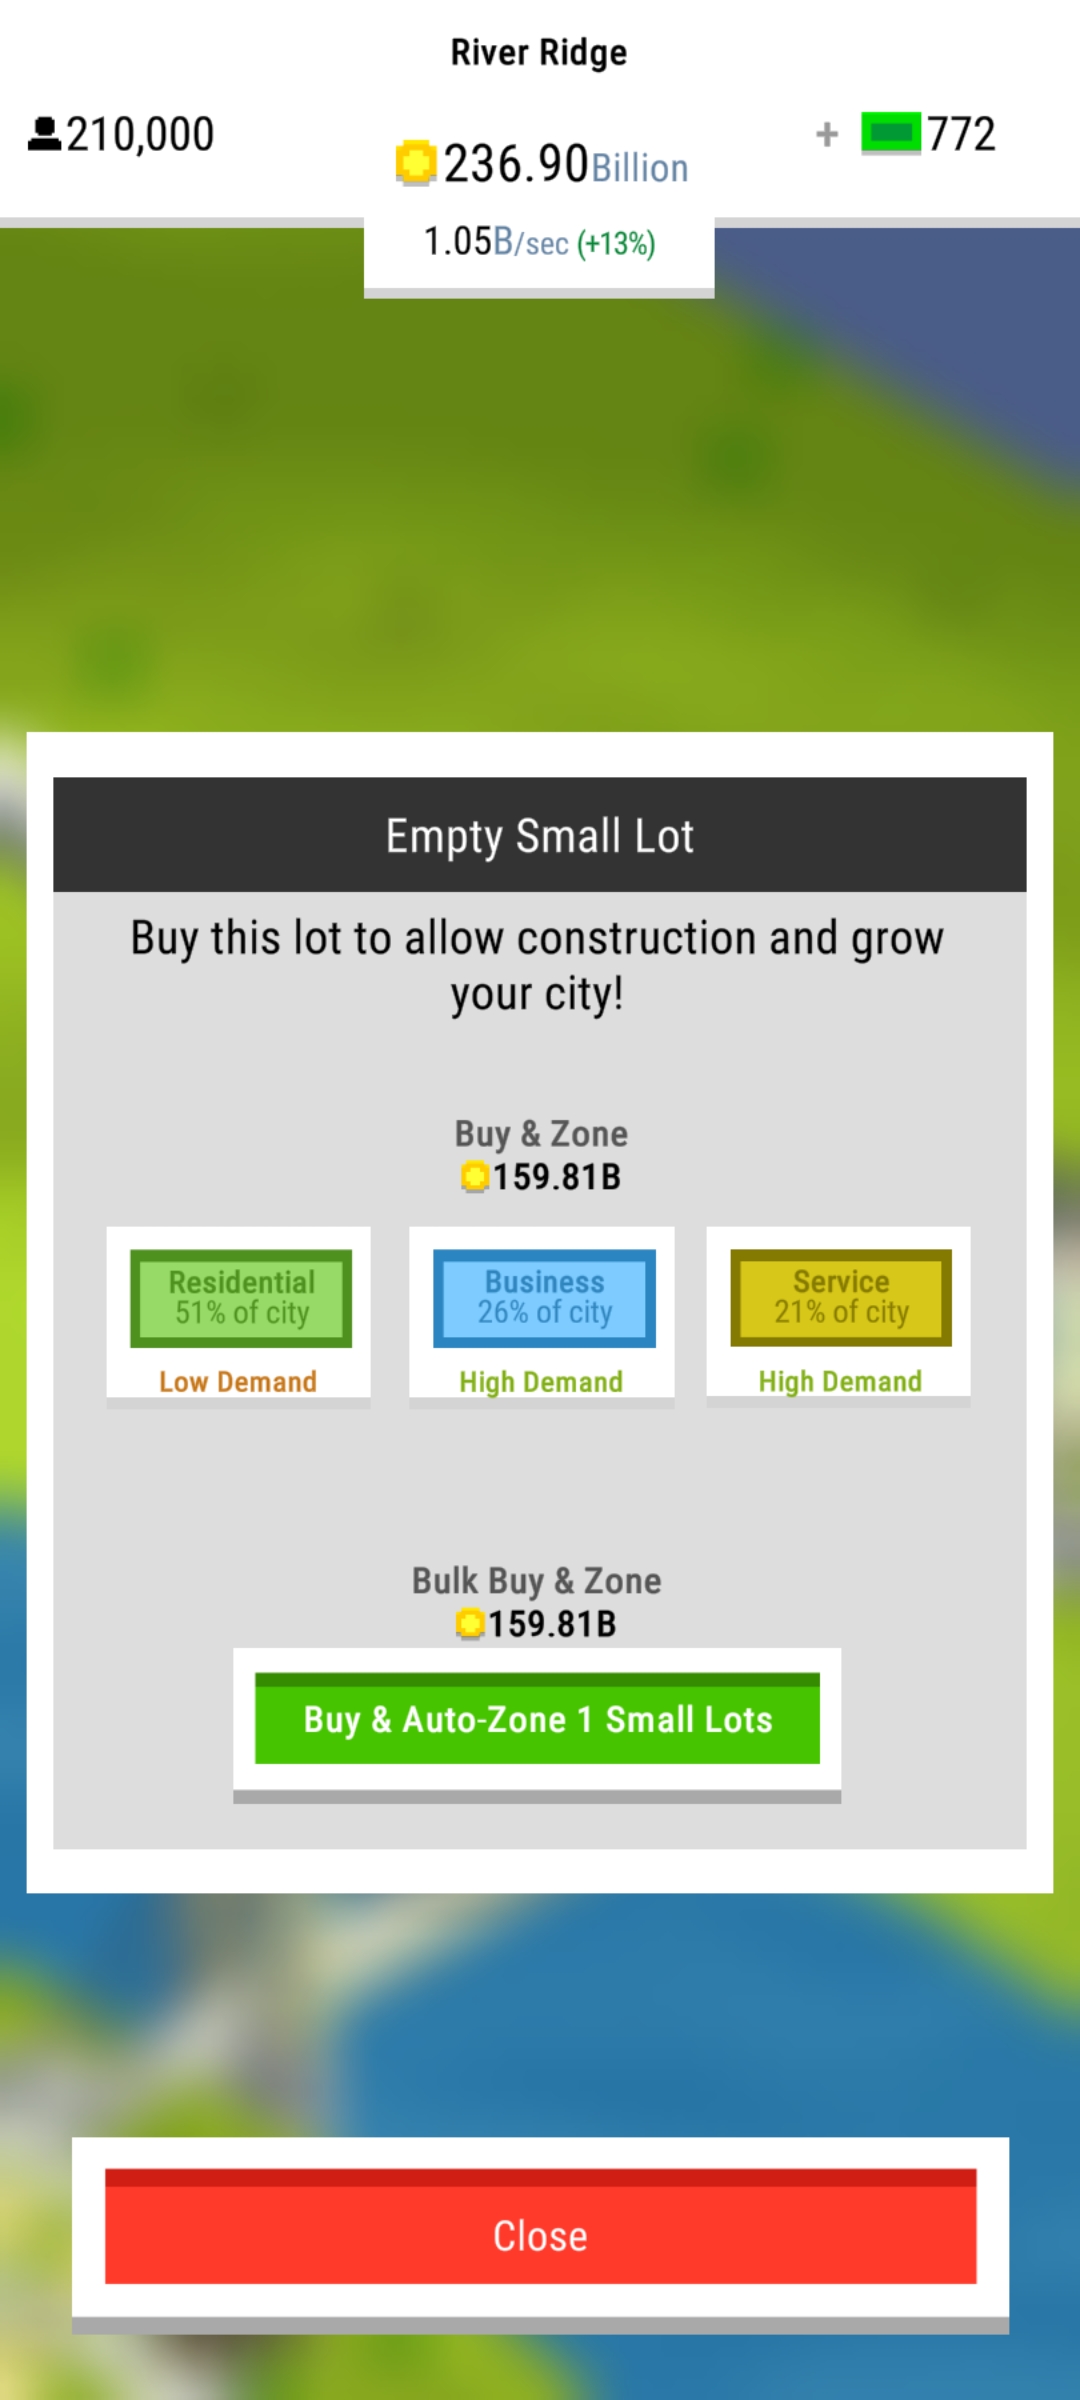 River Ridge
210,000
236.90Billion
+ 772
1.05B/sec (+13%)
Empty Small Lot
Buy this lot to allow construction and grow
your city!
Buy & Zone
159.81B
Residential
51% of city
Low Demand
Business
26% of city
High Demand
Service
21% of city
High Demand
Bulk Buy & Zone
159.81B
Buy & Auto-Zone 1 Small Lots
Close